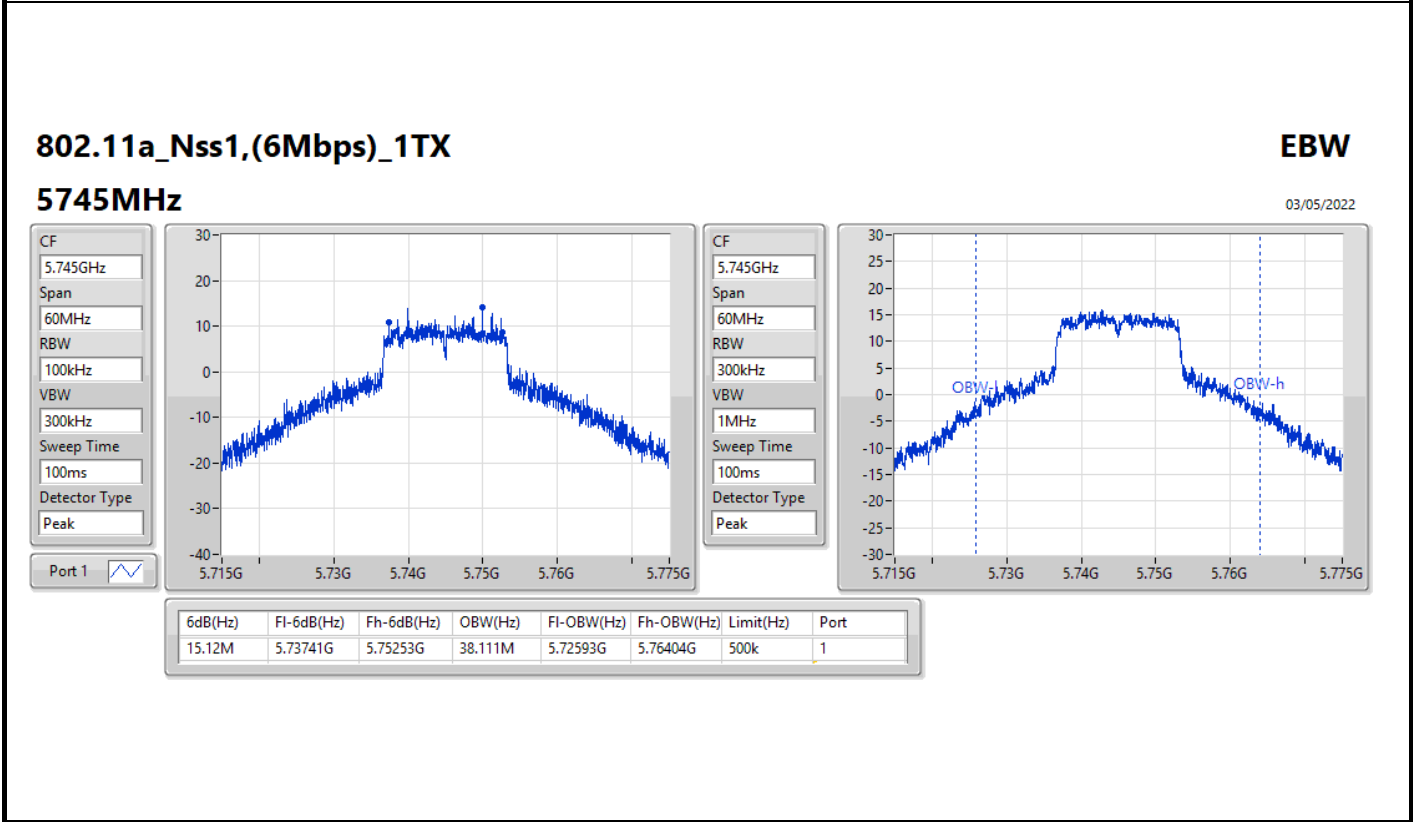 802.11a_Nss1,(6Mbps)_1TX
EBW
5745MHz
03/05/2022
CF
5.745GHz
Span
60MHz
RBW
100kHz
VBW
300kHz
Sweep Time
100ms
Detector Type
Peak
Port 1
30
20
10
0
-10
-20
-30
-40
5.715G 5.73G 5.74G 5.75G 5.76G 5.775G
CF
5.745GHz
Span
60MHz
RBW
300kHz
VBW
1MHz
Sweep Time
100ms
Detector Type
Peak
30
25
20
15
10
5
0
-5
-10
-15
-20
-25
-30
OBW-l
OBW-h
5.715G 5.73G 5.74G 5.75G 5.76G 5.775G
6dB(Hz) Fl-6dB(Hz) Fh-6dB(Hz) OBW(Hz) Fl-OBW(Hz) Fh-OBW(Hz) Limit(Hz) Port
15.12M 5.73741G 5.75253G 38.111M 5.72593G 5.76404G 500k 1